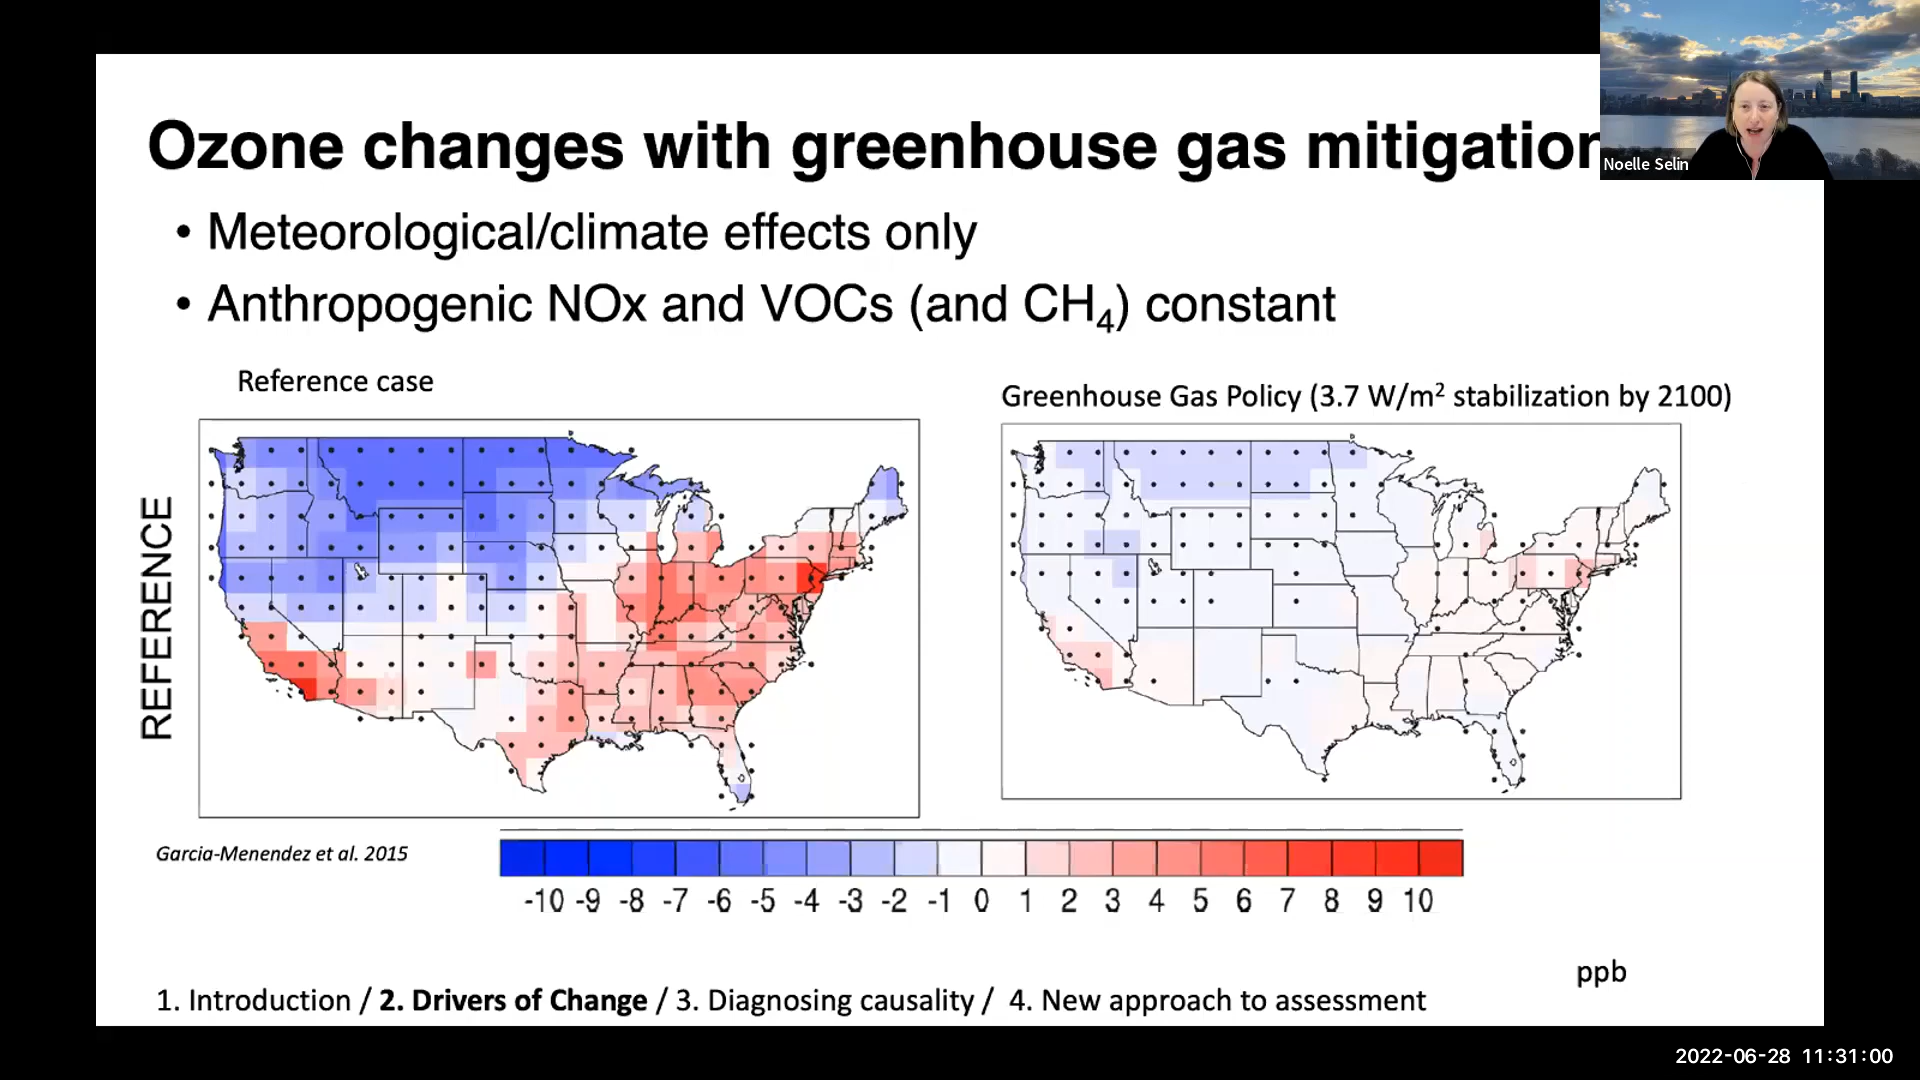 Ozone changes with greenhouse gas mitigation
Noelle Selin
• Meteorological/climate effects only
• Anthropogenic NOx and VOCs (and CH₄) constant
Reference case
Greenhouse Gas Policy (3.7 W/m² stabilization by 2100)
REFERENCE
Garcia-Menendez et al. 2015
-10 -9 -8 -7 -6 -5 -4 -3 -2 -1 0 1 2 3 4 5 6 7 8 9 10
ppb
1. Introduction / 2. Drivers of Change / 3. Diagnosing causality / 4. New approach to assessment
2022-06-28 11:31:00